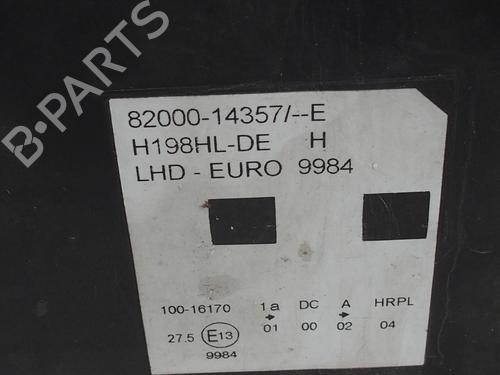 82000-14357/--E
H198HL-DE H
LHD - EURO 9984
100-16170 1a DC A HRPL
27.5 E13 01 00 02 04
9984
B-PARTS